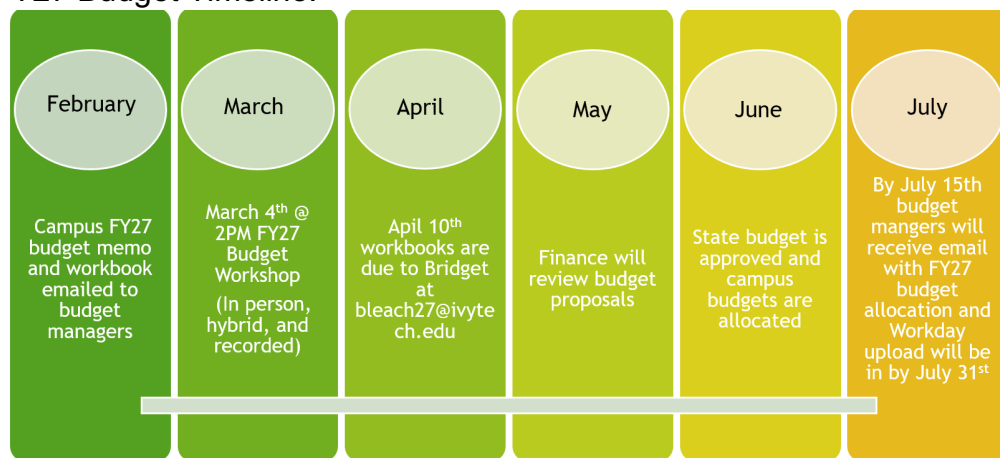 Budget Timeline:
February
Campus FY27
budget memo
and workbook
emailed to
budget
managers
March
March 4th @
2PM FY27
Budget
Workshop
(In person,
hybrid, and
recorded)
April
Apil 10th
workbooks are
due to Bridget
at
bleach27@ivyte
ch.edu
May
Finance will
review budget
proposals
June
State budget is
approved and
campus
budgets are
allocated
July
By July 15th
budget
mangers will
receive email
with FY27
budget
allocation and
Workday
upload will be
in by July 31st